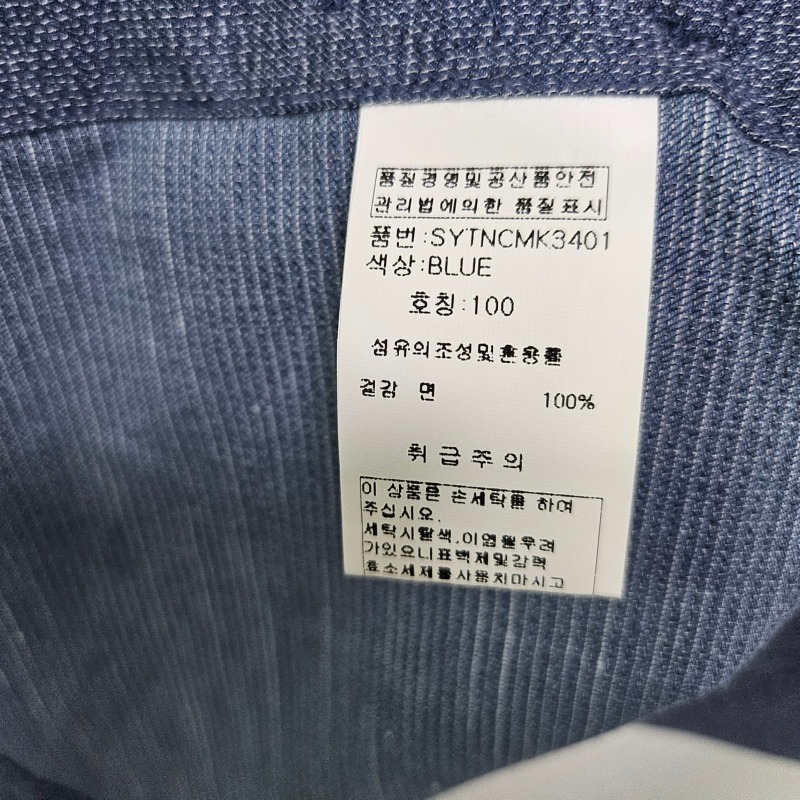 품질경영및공산품안전
관리법에의한 품질표시
품번:SYTNCMK3401
색상:BLUE
호칭:100
섬유의조성및혼용률
겉감 면 100%
취급주의
이 상품은 손세탁을 하여
주십시오.
세탁시탈색,이염될우려
가있으니표백제및강력
효소세제를사용치마시고